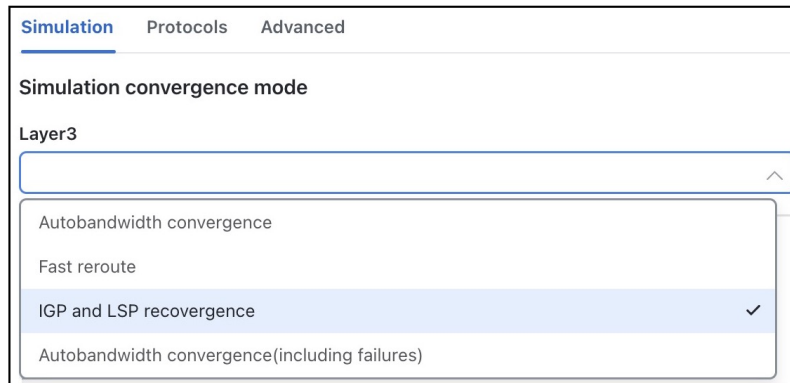 Simulation Protocols Advanced
Simulation convergence mode
Layer3
Autobandwidth convergence
Fast reroute
IGP and LSP recovergence
Autobandwidth convergence(including failures)